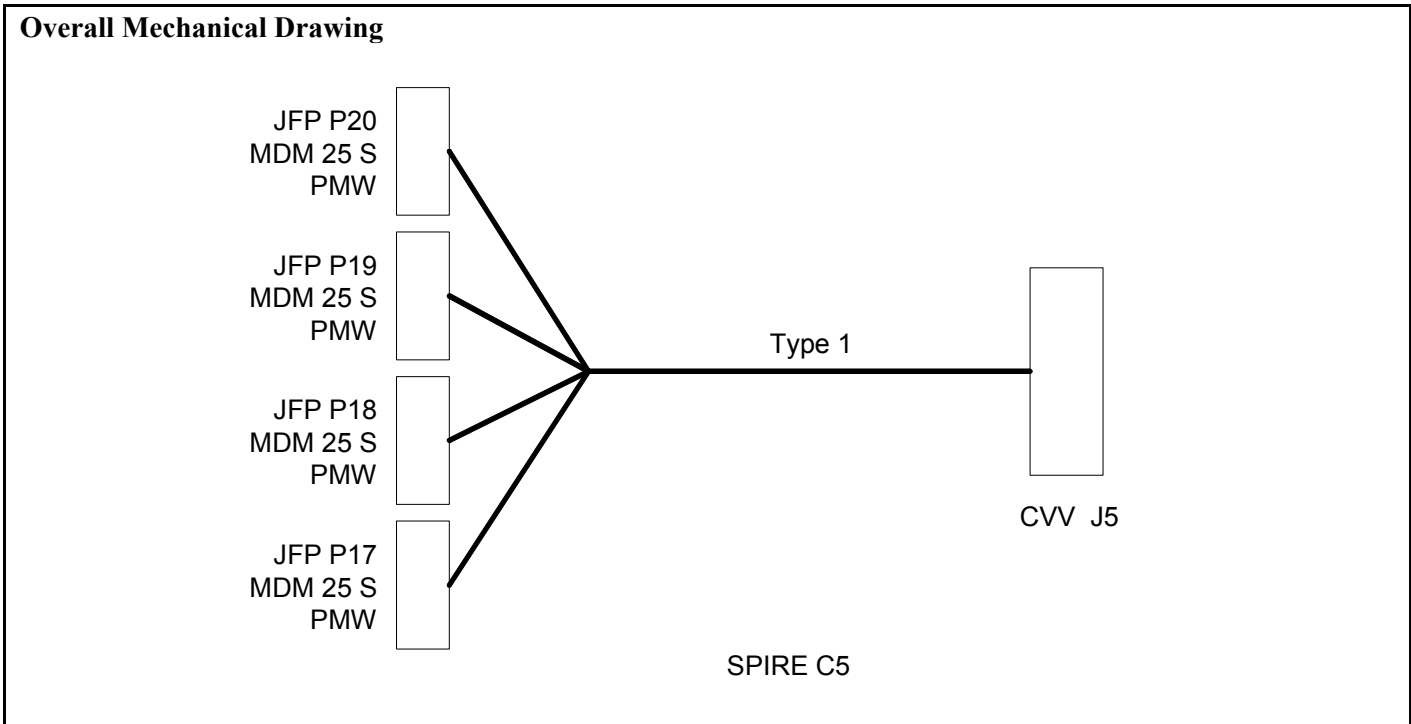 Overall Mechanical Drawing
JFP P20
MDM 25 S
PMW
JFP P19
MDM 25 S
PMW
Type 1
JFP P18
MDM 25 S
PMW
CVV J5
JFP P17
MDM 25 S
PMW
SPIRE C5